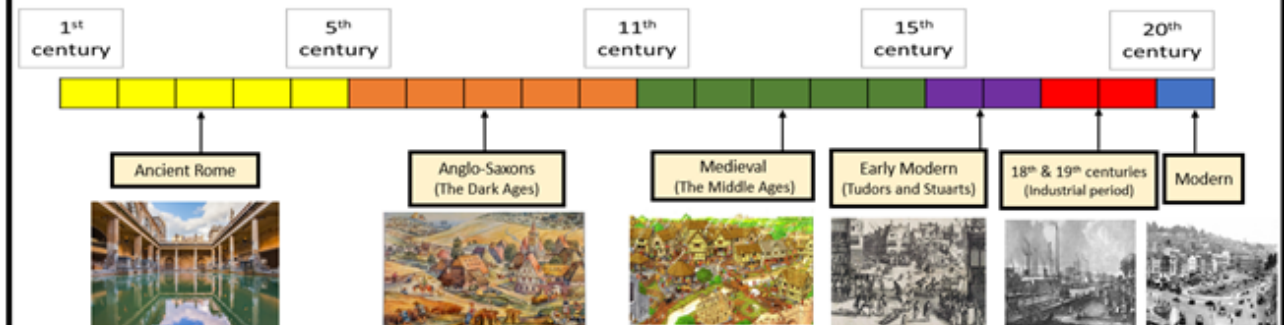 1st century
5th century
11th century
15th century
20th century
Ancient Rome
Anglo-Saxons
(The Dark Ages)
Medieval
(The Middle Ages)
Early Modern
(Tudors and Stuarts)
18th & 19th centuries
(Industrial period)
Modern